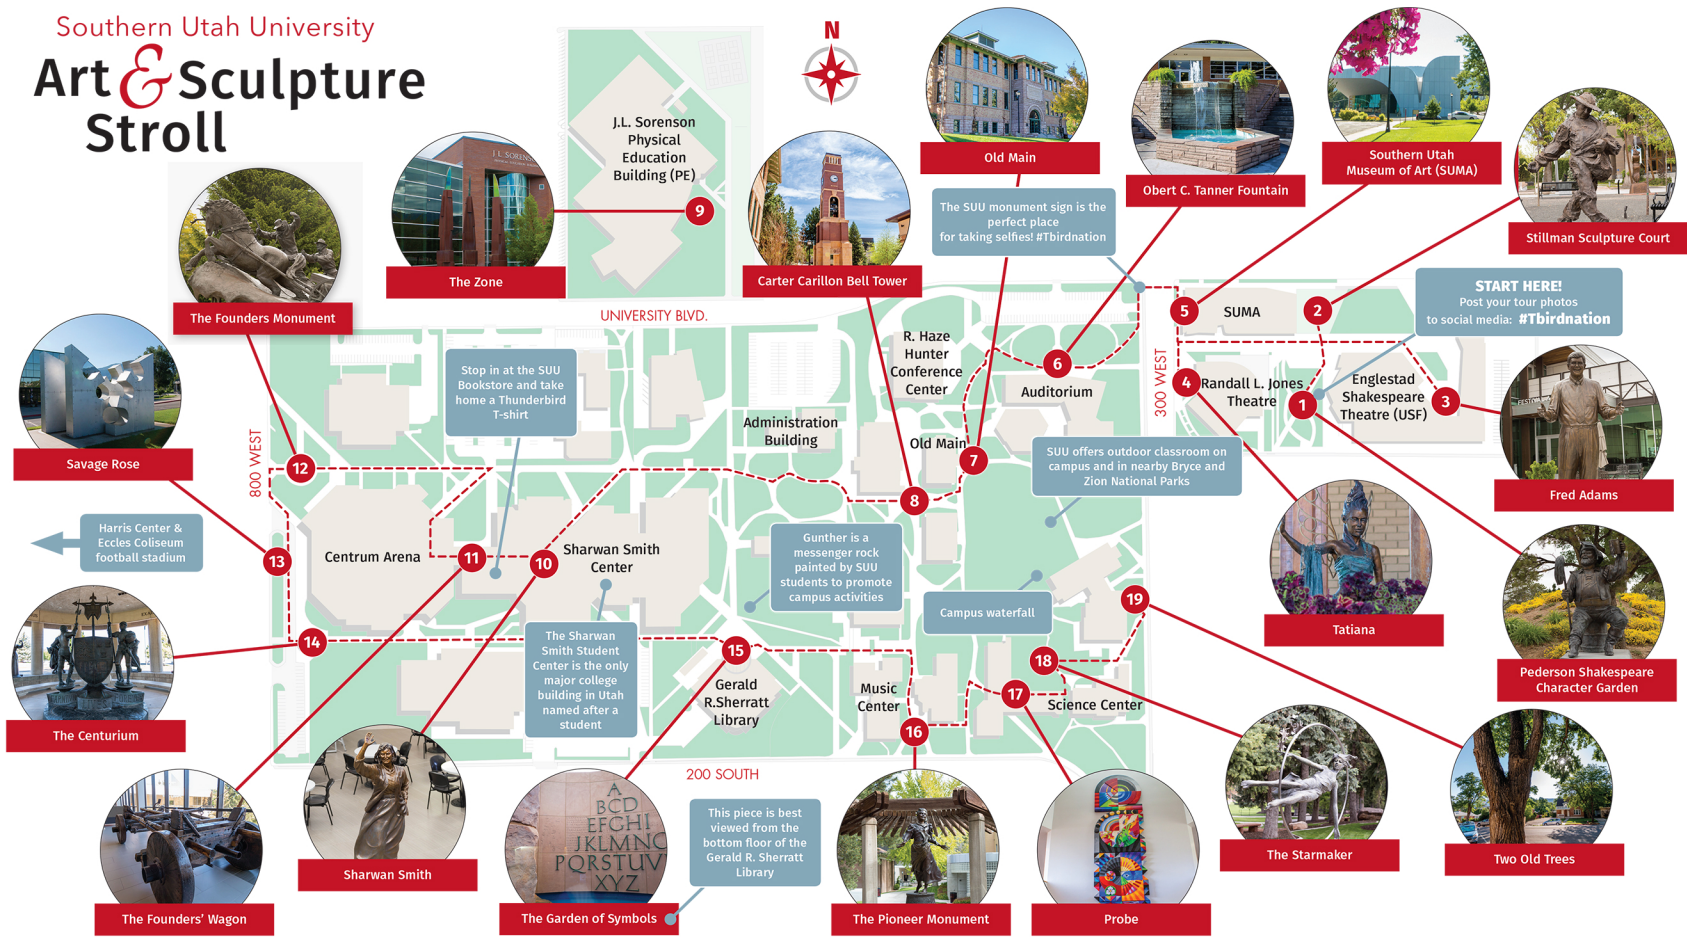 Southern Utah University
Art & Sculpture
Stroll
N
J.L. Sorenson
Physical
Education
Building (PE)
9
The Zone
Carter Carillon Bell Tower
Old Main
The SUU monument sign is the
perfect place
for taking selfies! #Tbirdnation
Obert C. Tanner Fountain
Southern Utah
Museum of Art (SUMA)
Stillman Sculpture Court
START HERE!
Post your tour photos
to social media: #Tbirdnation
The Founders Monument
UNIVERSITY BLVD.
5
SUMA
2
R. Haze
Hunter
Conference
Center
6
Auditorium
300 WEST
4
Randall L. Jones
Theatre
1
Englestad
Shakespeare
Theatre (USF)
3
Stop in at the SUU
Bookstore and take
home a Thunderbird
T-shirt
Administration
Building
Old Main
7
8
SUU offers outdoor classroom on
campus and in nearby Bryce and
Zion National Parks
Fred Adams
Savage Rose
800 WEST
12
Harris Center &
Eccles Coliseum
football stadium
13
Centrum Arena
11
10
Sharwan Smith
Center
Gunther is a
messenger rock
painted by SUU
students to promote
campus activities
Campus waterfall
19
Tatiana
Pederson Shakespeare
Character Garden
14
The Centurium
The Sharwan
Smith Student
Center is the only
major college
building in Utah
named after a
student
15
Gerald
R.Sherratt
Library
Music
Center
16
17
18
Science Center
200 SOUTH
The Founders' Wagon
Sharwan Smith
A
BCD
EFGHI
JKLMNO
PQRSTUV
XYZ
The Garden of Symbols
This piece is best
viewed from the
bottom floor of the
Gerald R. Sherratt
Library
The Pioneer Monument
Probe
The Starmaker
Two Old Trees